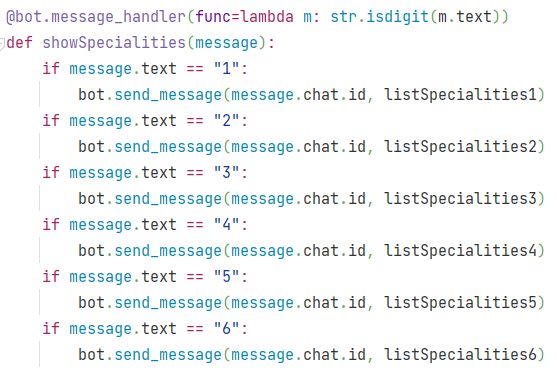 @bot.message_handler(func=lambda m: str.isdigit(m.text))
def showSpecialities(message):
    if message.text == "1":
        bot.send_message(message.chat.id, listSpecialities1)
    if message.text == "2":
        bot.send_message(message.chat.id, listSpecialities2)
    if message.text == "3":
        bot.send_message(message.chat.id, listSpecialities3)
    if message.text == "4":
        bot.send_message(message.chat.id, listSpecialities4)
    if message.text == "5":
        bot.send_message(message.chat.id, listSpecialities5)
    if message.text == "6":
        bot.send_message(message.chat.id, listSpecialities6)